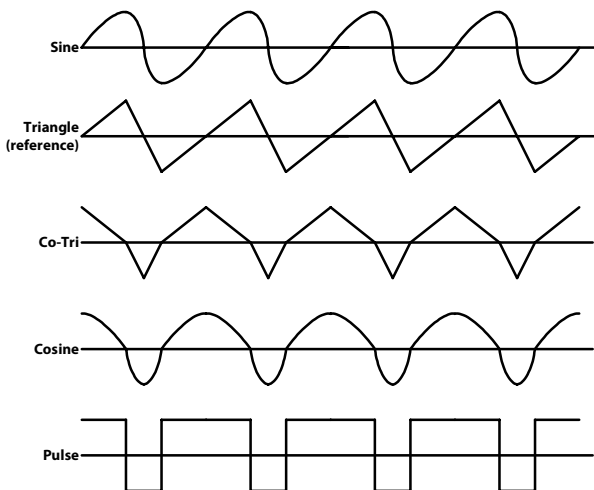 Sine
Triangle
(reference)
Co-Tri
Cosine
Pulse